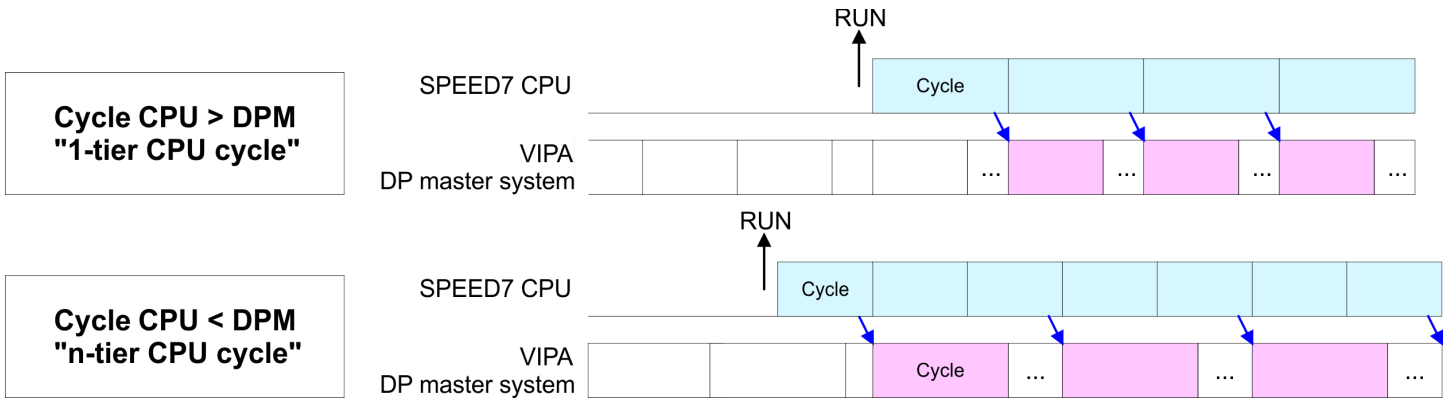 RUN
SPEED7 CPU
Cycle
Cycle CPU > DPM
"1-tier CPU cycle"
VIPA
DP master system
... ... ... ...
RUN
SPEED7 CPU
Cycle
Cycle CPU < DPM
"n-tier CPU cycle"
VIPA
DP master system
Cycle ... ... ...